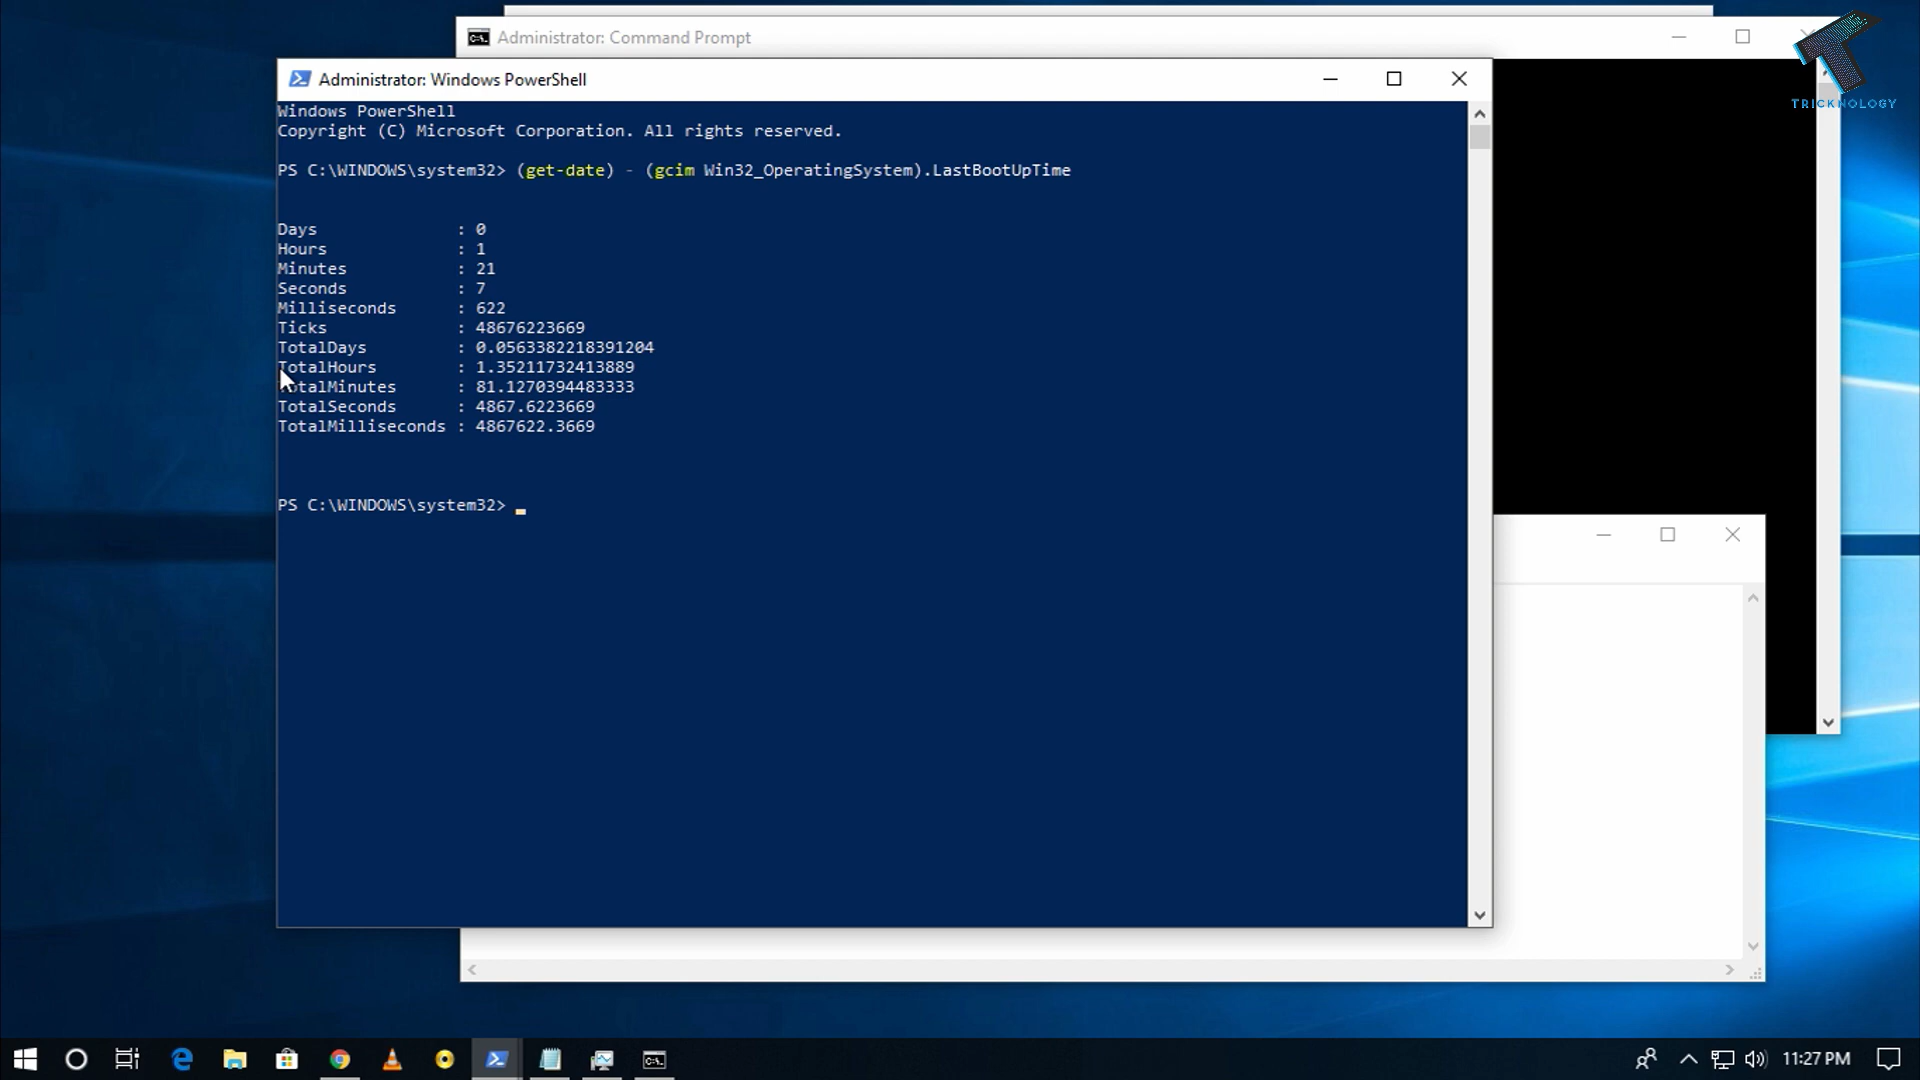 Administrator: Command Prompt
TRICKNOLOGY
Administrator: Windows PowerShell
Windows PowerShell
Copyright (C) Microsoft Corporation. All rights reserved.
PS C:\WINDOWS\system32> (get-date) - (gcim Win32_OperatingSystem).LastBootUpTime
Days : 0
Hours : 1
Minutes : 21
Seconds : 7
Milliseconds : 622
Ticks : 48676223669
TotalDays : 0.0563382218391204
TotalHours : 1.35211732413889
TotalMinutes : 81.1270394483333
TotalSeconds : 4867.6223669
TotalMilliseconds : 4867622.3669
PS C:\WINDOWS\system32>
11:27 PM